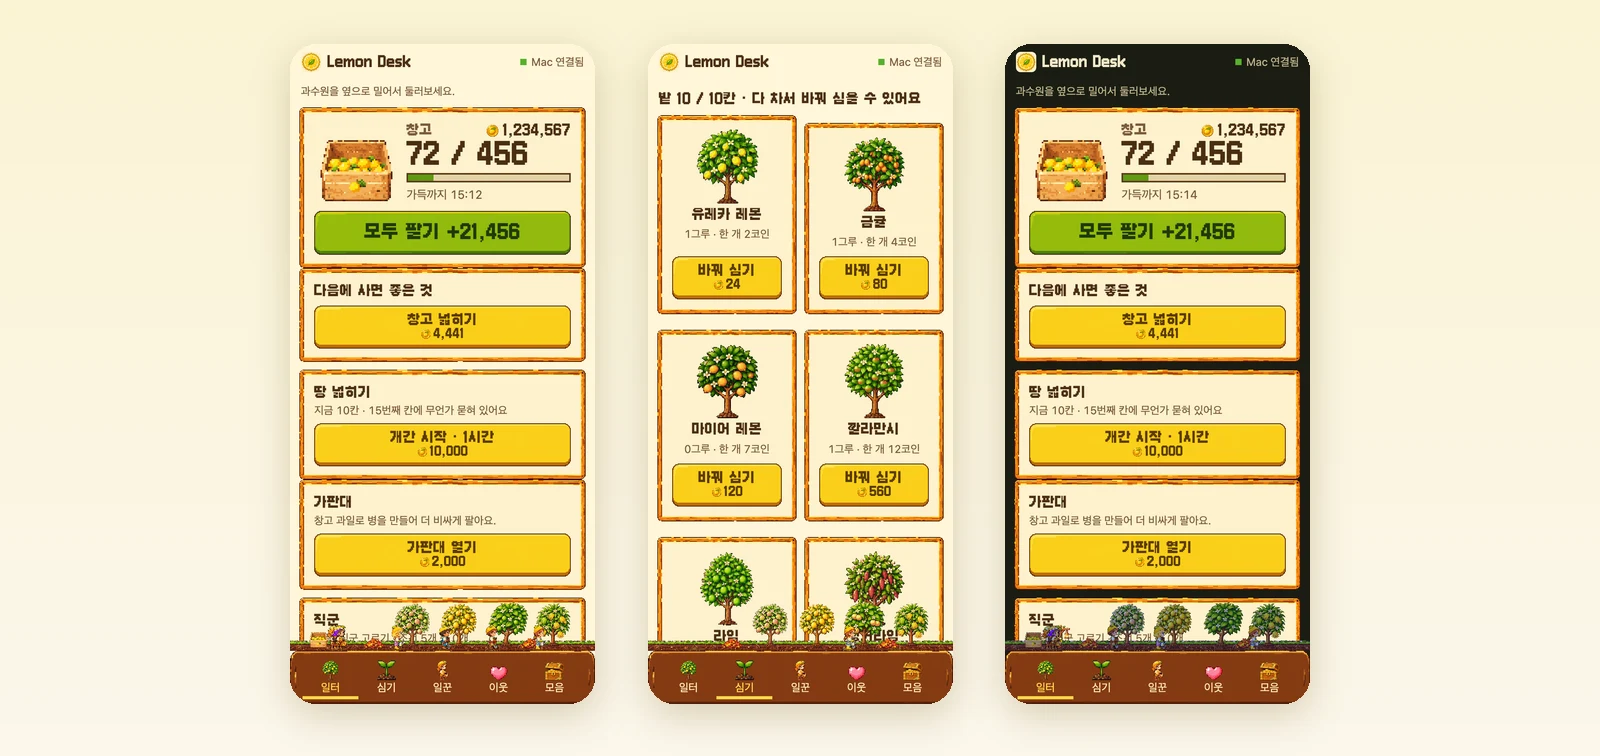 Lemon Desk
Mac 연결됨
과수원을 옆으로 밀어서 둘러보세요.
창고
1,234,567
72 / 456
가득까지 15:12
모두 팔기 +21,456
다음에 사면 좋은 것
창고 넓히기
4,441
땅 넓히기
지금 10칸 · 15번째 칸에 무언가 묻혀 있어요
개간 시작 · 1시간
10,000
가판대
창고 과일로 병을 만들어 더 비싸게 팔아요.
가판대 열기
2,000
직군
일터
심기
일꾼
이웃
모음
Lemon Desk
Mac 연결됨
밭 10 / 10칸 · 다 차서 바꿔 심을 수 있어요
유레카 레몬
1그루 · 한 개 2코인
바꿔 심기
24
금귤
1그루 · 한 개 4코인
바꿔 심기
80
마이어 레몬
0그루 · 한 개 7코인
바꿔 심기
120
깔라만시
1그루 · 한 개 12코인
바꿔 심기
560
라임
일터
심기
일꾼
이웃
모음
Lemon Desk
Mac 연결됨
과수원을 옆으로 밀어서 둘러보세요.
창고
1,234,567
72 / 456
가득까지 15:14
모두 팔기 +21,456
다음에 사면 좋은 것
창고 넓히기
4,441
땅 넓히기
지금 10칸 · 15번째 칸에 무언가 묻혀 있어요
개간 시작 · 1시간
10,000
가판대
창고 과일로 병을 만들어 더 비싸게 팔아요.
가판대 열기
2,000
직군
일터
심기
일꾼
이웃
모음